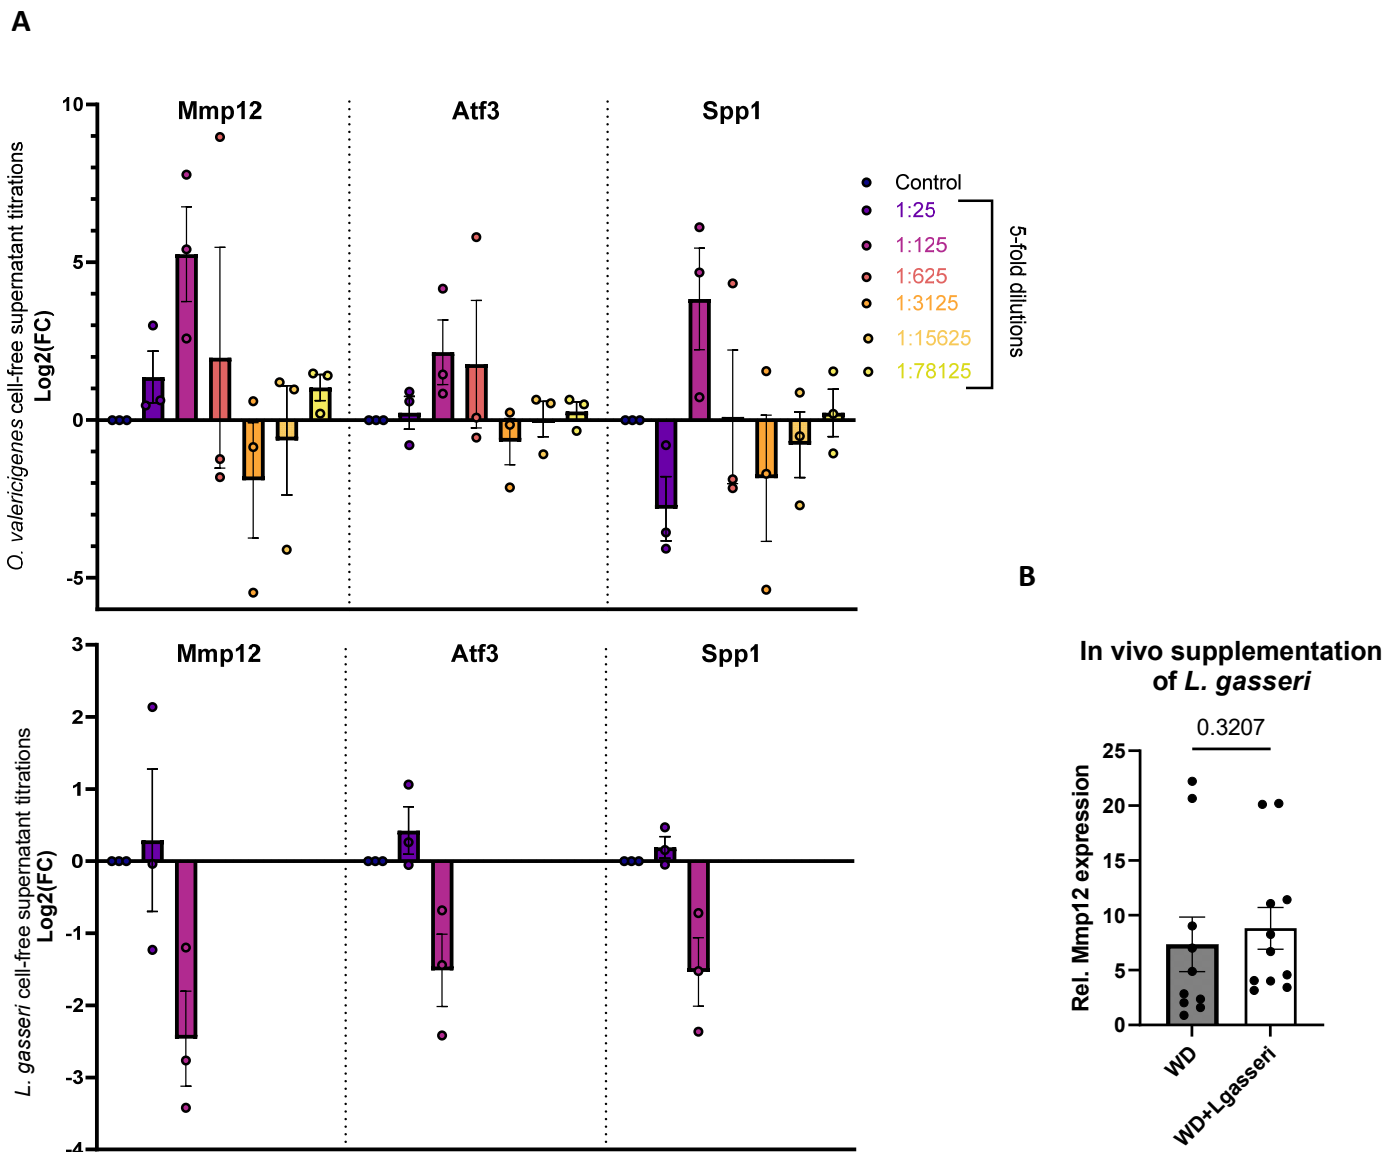 A
O. valericigenes cell-free supernatant titrations
Log2(FC)
10
5
0
-5
Mmp12
Atf3
Spp1
Control
1:25
1:125
1:625
1:3125
1:15625
1:78125
5-fold dilutions
L. gasseri cell-free supernatant titrations
Log2(FC)
3
2
1
0
-1
-2
-3
-4
Mmp12
Atf3
Spp1
B
In vivo supplementation
of L. gasseri
0.3207
Rel. Mmp12 expression
25
20
15
10
5
0
WD
WD+Lgasseri